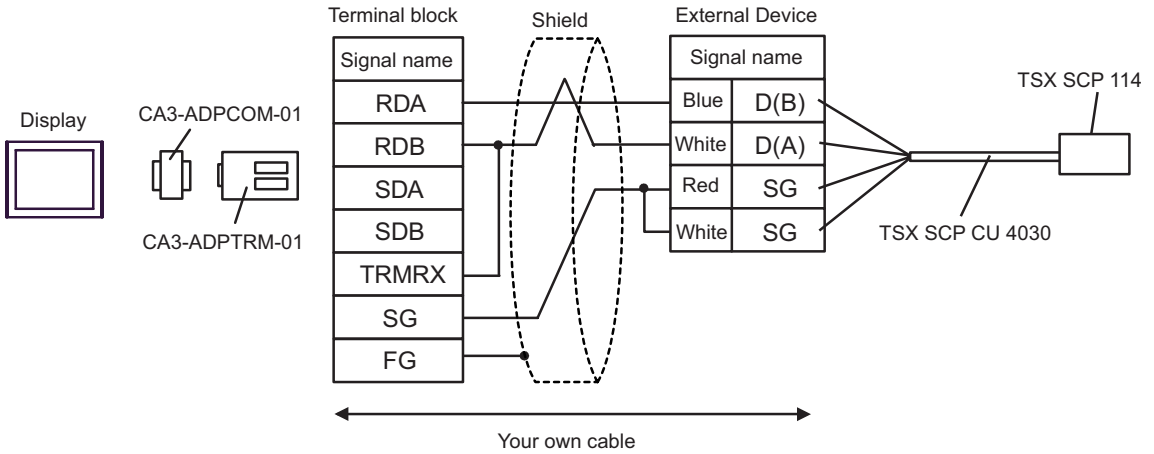 Terminal block
Shield
External Device
Signal name
Signal name
TSX SCP 114
Display
CA3-ADPCOM-01
RDA
Blue D(B)
RDB
White D(A)
SDA
Red SG
SDB
White SG
CA3-ADPTRM-01
TSX SCP CU 4030
TRMRX
SG
FG
Your own cable